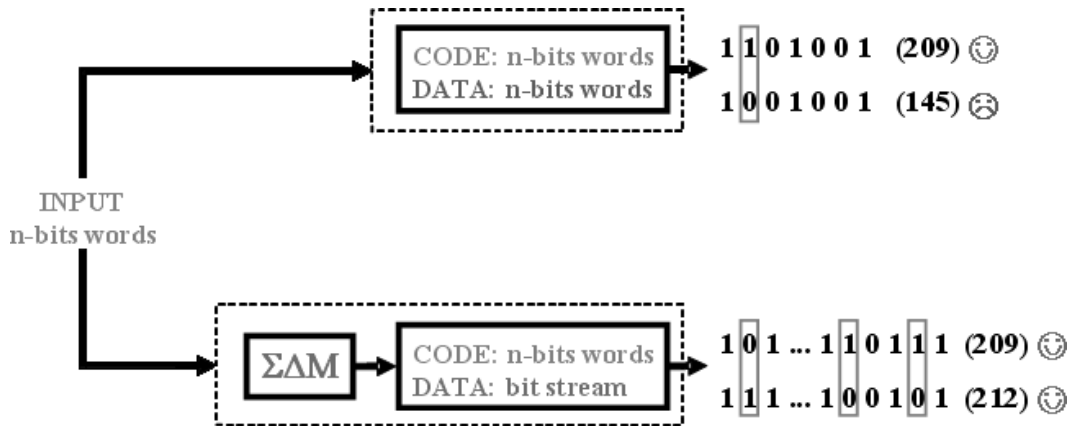 CODE: n-bits words
DATA: n-bits words
1 1 0 1 0 0 1 (209)
1 0 0 1 0 0 1 (145)
INPUT
n-bits words
ΣΔM
CODE: n-bits words
DATA: bit stream
1 0 1 ... 1 1 0 1 1 1 (209)
1 1 1 ... 1 0 0 1 0 1 (212)